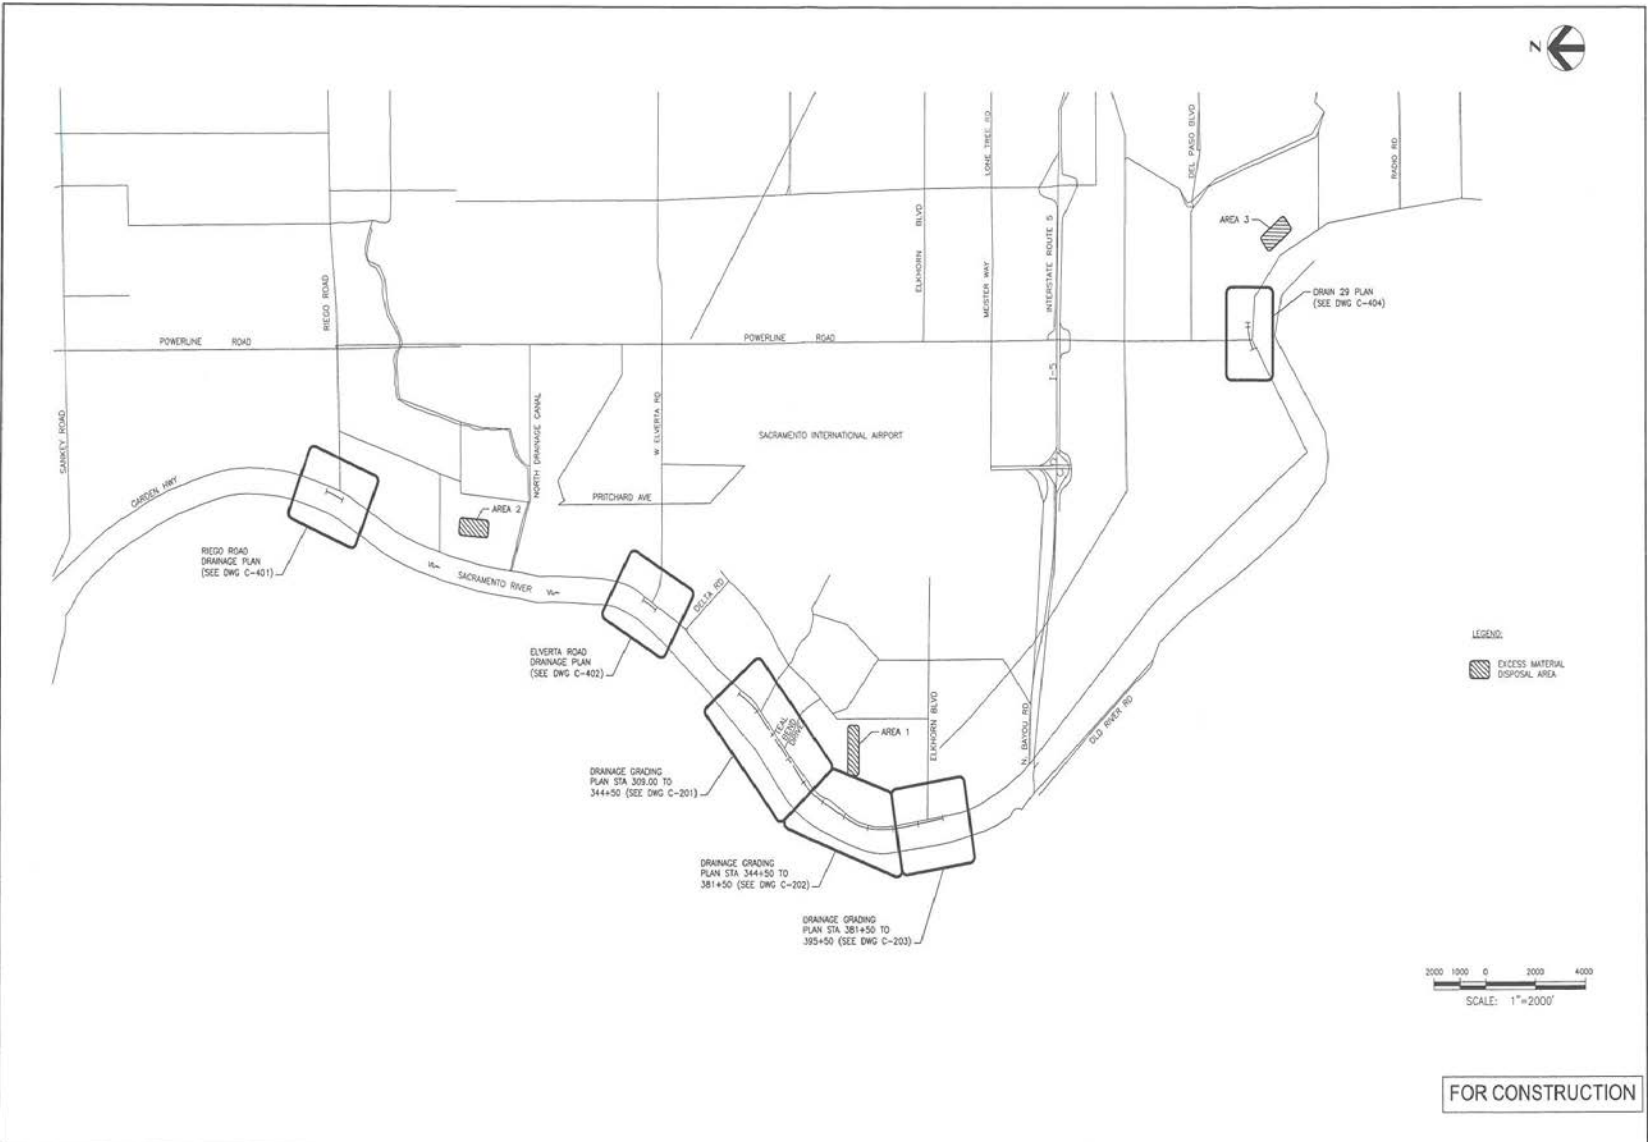 N
DEL PASO BLVD
LONE TREE RD
RADIO RD
AREA 3
ELKHORN BLVD
INTERSTATE ROUTE 5
MEISTER WAY
RIEGO ROAD
DRAIN 29 PLAN
(SEE DWG C-404)
POWERLINE ROAD
POWERLINE ROAD
I-5
SANKEY ROAD
NORTH DRAINAGE CANAL
W ELVERTA RD
SACRAMENTO INTERNATIONAL AIRPORT
GARDEN HWY
PRITCHARD AVE
AREA 2
RIEGO ROAD
DRAINAGE PLAN
(SEE DWG C-401)
SACRAMENTO RIVER
DELTA RD
LEGEND:
EXCESS MATERIAL
DISPOSAL AREA
ELVERTA ROAD
DRAINAGE PLAN
(SEE DWG C-402)
TEAL
BEND
DRIVE
AREA 1
ELKHORN BLVD
N. BAYOU RD
OLD RIVER RD
DRAINAGE GRADING
PLAN STA 309.00 TO
344+50 (SEE DWG C-201)
DRAINAGE GRADING
PLAN STA 344+50 TO
381+50 (SEE DWG C-202)
DRAINAGE GRADING
PLAN STA 381+50 TO
395+50 (SEE DWG C-203)
2000 1000 0 2000 4000
SCALE: 1"=2000'
FOR CONSTRUCTION